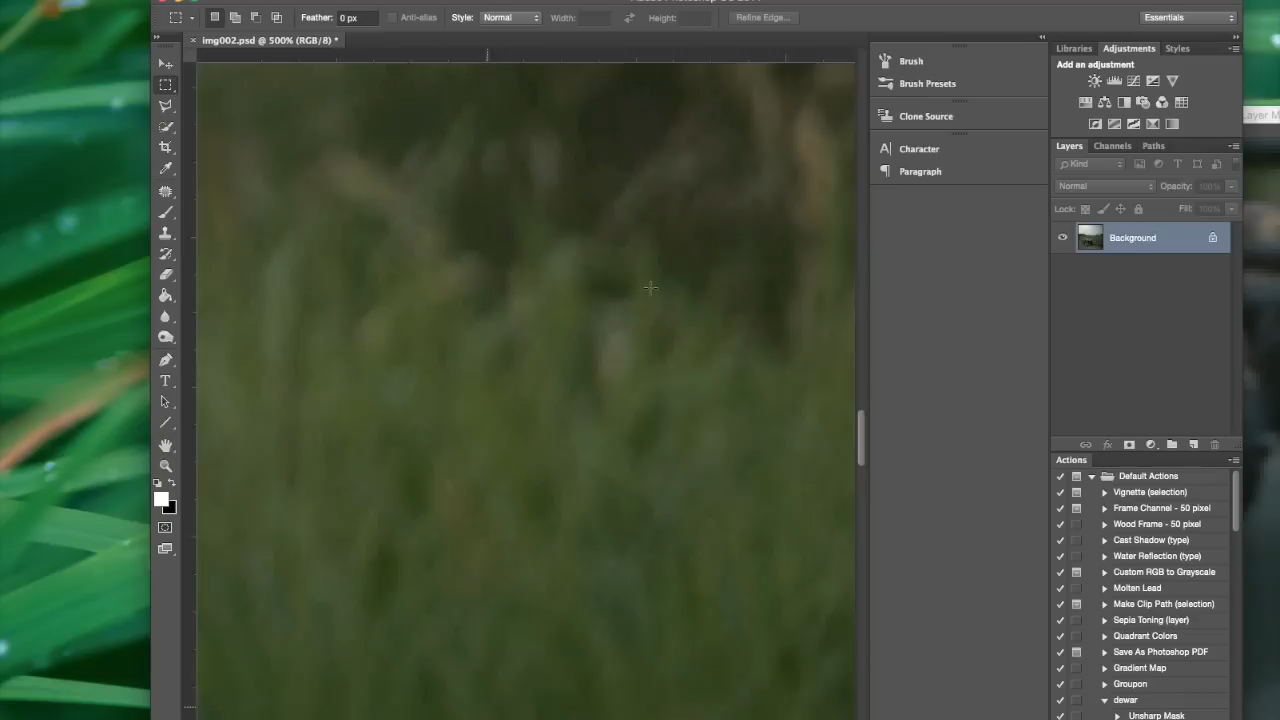 Feather: 0 px Anti-alias Style: Normal Width: Height: Refine Edge... Essentials
img002.psd @ 500% (RGB/8) *
Libraries Adjustments Styles
Add an adjustment
Brush
Brush Presets
Clone Source
Character
Paragraph
Layer M
Layers Channels Paths
Kind
Normal Opacity: 100%
Lock: Fill: 100%
Background
Actions
Default Actions
Vignette (selection)
Frame Channel - 50 pixel
Wood Frame - 50 pixel
Cast Shadow (type)
Water Reflection (type)
Custom RGB to Grayscale
Molten Lead
Make Clip Path (selection)
Sepia Toning (layer)
Quadrant Colors
Save As Photoshop PDF
Gradient Map
Groupon
dewar
Unsharp Mask